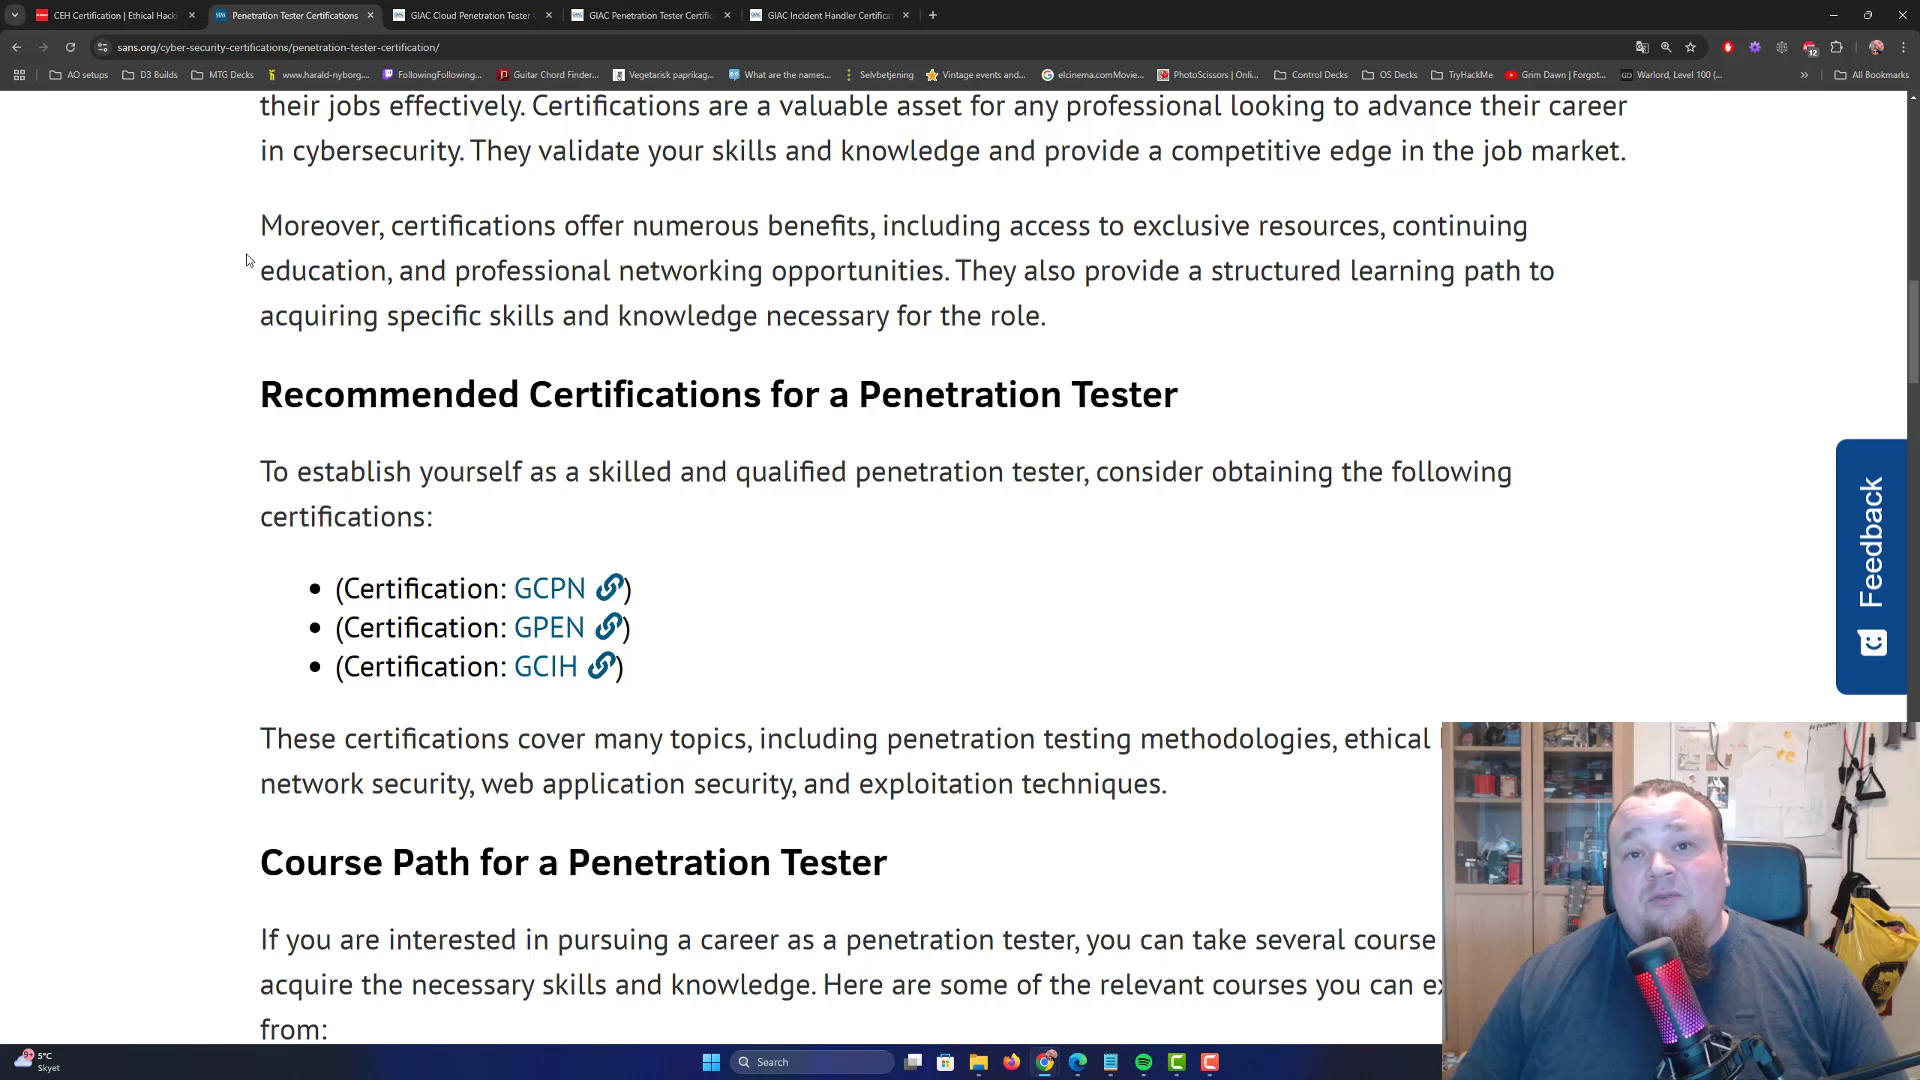 CEH Certification | Ethical Hacki
Penetration Tester Certifications
GIAC Cloud Penetration Tester C
GIAC Penetration Tester Certific
GIAC Incident Handler Certifica
sans.org/cyber-security-certifications/penetration-tester-certification/
12
AO setups
D3 Builds
MTG Decks
www.harald-nyborg....
FollowingFollowing...
Guitar Chord Finder...
Vegetarisk paprikag...
What are the names...
Selvbetjening
Vintage events and...
elcinema.comMovie...
PhotoScissors | Onli...
Control Decks
OS Decks
TryHackMe
Grim Dawn | Forgot...
GD
Warlord, Level 100 (...
»
All Bookmarks
their jobs effectively. Certifications are a valuable asset for any professional looking to advance their career
in cybersecurity. They validate your skills and knowledge and provide a competitive edge in the job market.
Moreover, certifications offer numerous benefits, including access to exclusive resources, continuing
education, and professional networking opportunities. They also provide a structured learning path to
acquiring specific skills and knowledge necessary for the role.
Recommended Certifications for a Penetration Tester
To establish yourself as a skilled and qualified penetration tester, consider obtaining the following
certifications:
• (Certification: GCPN)
• (Certification: GPEN)
• (Certification: GCIH)
Feedback
These certifications cover many topics, including penetration testing methodologies, ethical
network security, web application security, and exploitation techniques.
Course Path for a Penetration Tester
If you are interested in pursuing a career as a penetration tester, you can take several course
acquire the necessary skills and knowledge. Here are some of the relevant courses you can ex
from:
9+
5°C
Skyet
Search